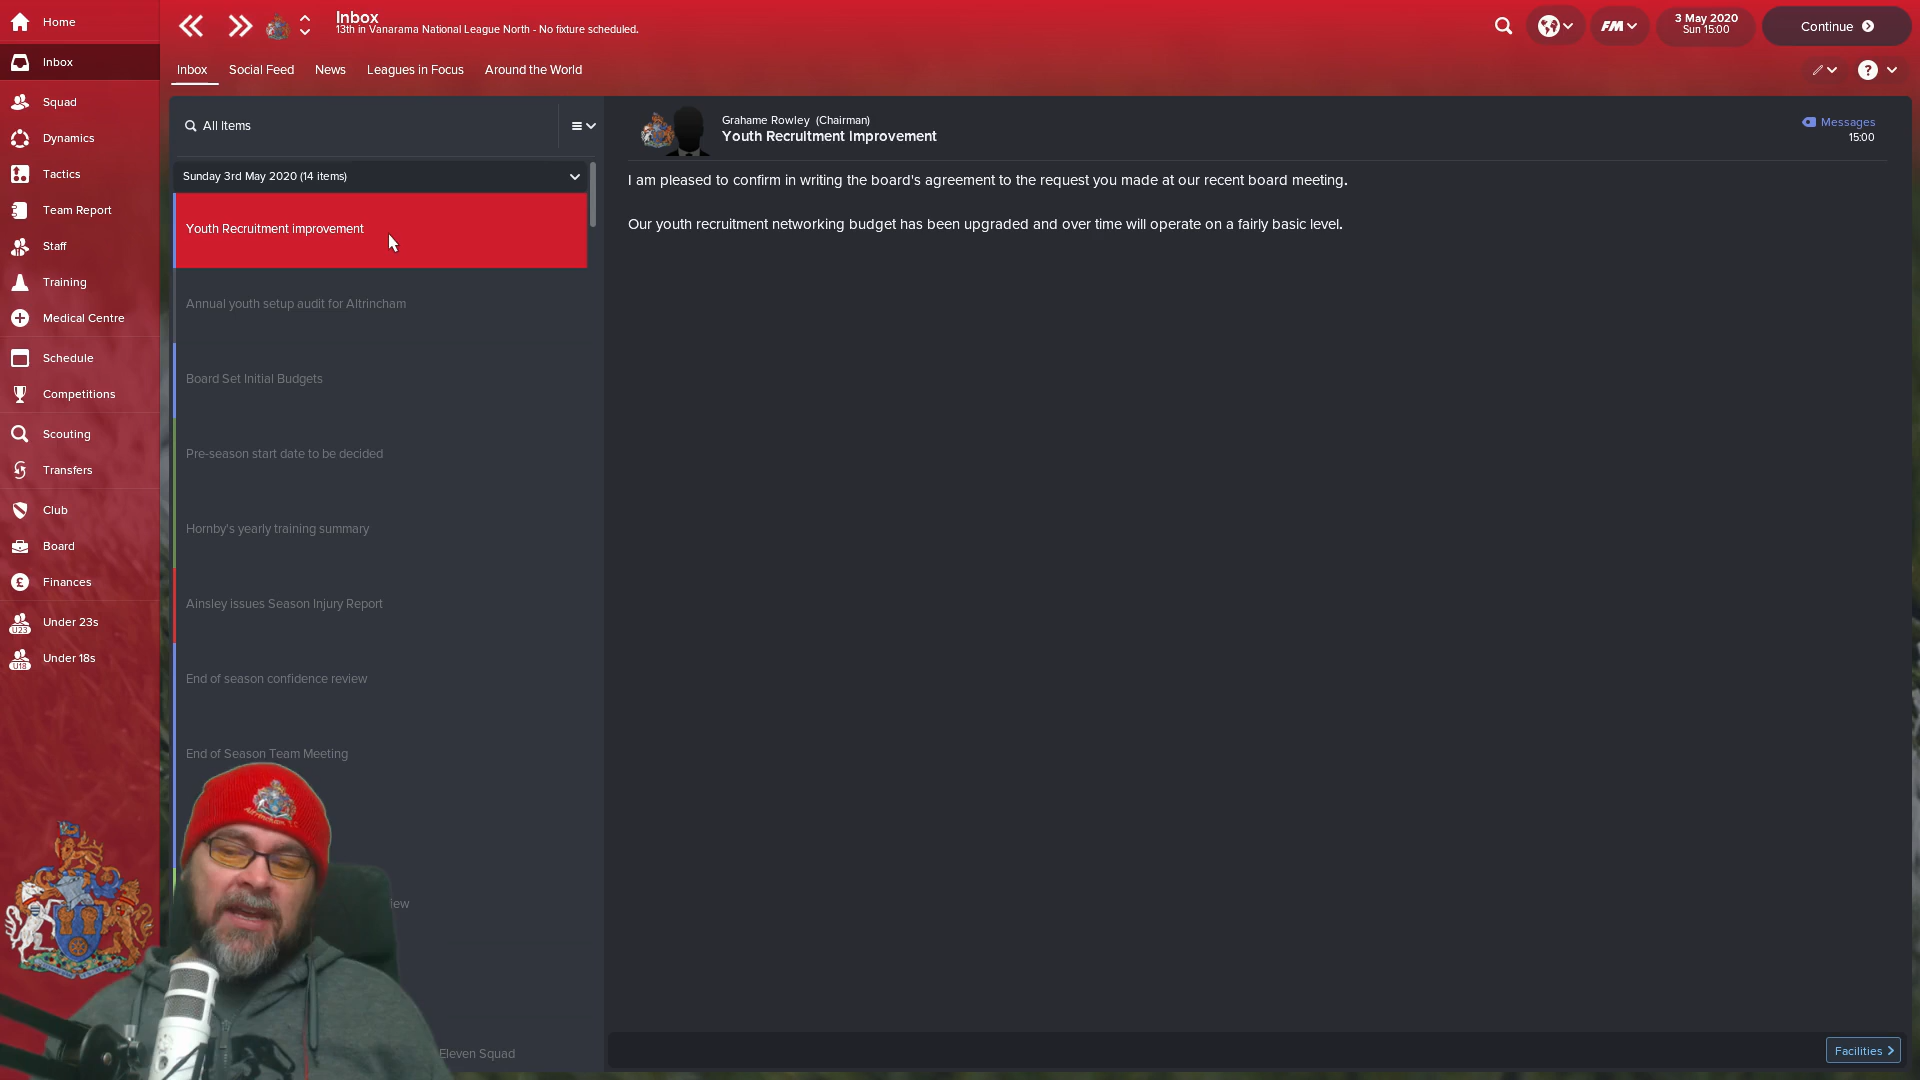 Home
Inbox
Squad
Dynamics
Tactics
Team Report
Staff
Training
Medical Centre
Schedule
Competitions
Scouting
Transfers
Club
Board
Finances
Under 23s
U23
Under 18s
U18
Inbox
13th in Vanarama National League North - No fixture scheduled.
FM
3 May 2020
Sun 15:00
Continue
Inbox
Social Feed
News
Leagues in Focus
Around the World
?
All Items
Sunday 3rd May 2020 (14 items)
Youth Recruitment improvement
Annual youth setup audit for Altrincham
Board Set Initial Budgets
Pre-season start date to be decided
Hornby's yearly training summary
Ainsley issues Season Injury Report
End of season confidence review
End of Season Team Meeting
iew
Eleven Squad
Grahame Rowley (Chairman)
Youth Recruitment Improvement
Messages
15:00
I am pleased to confirm in writing the board's agreement to the request you made at our recent board meeting.
Our youth recruitment networking budget has been upgraded and over time will operate on a fairly basic level.
Facilities